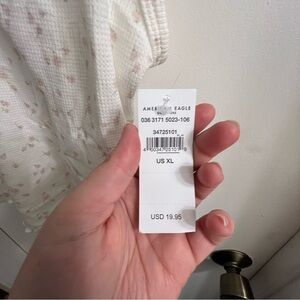 AMERICAN EAGLE
036 3171 5023-106
34725101
US XL
USD 19.95